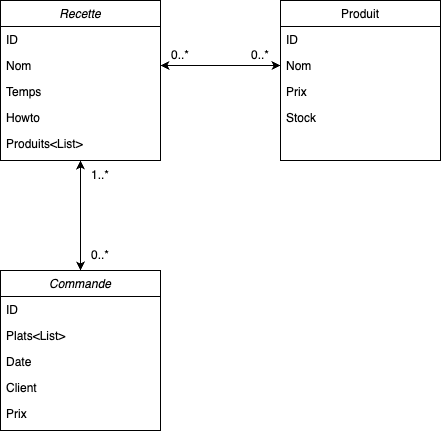 Recette
ID
Nom
Temps
Howto
Produits<List>
0..*
0..*
Produit
ID
Nom
Prix
Stock
1..*
0..*
Commande
ID
Plats<List>
Date
Client
Prix